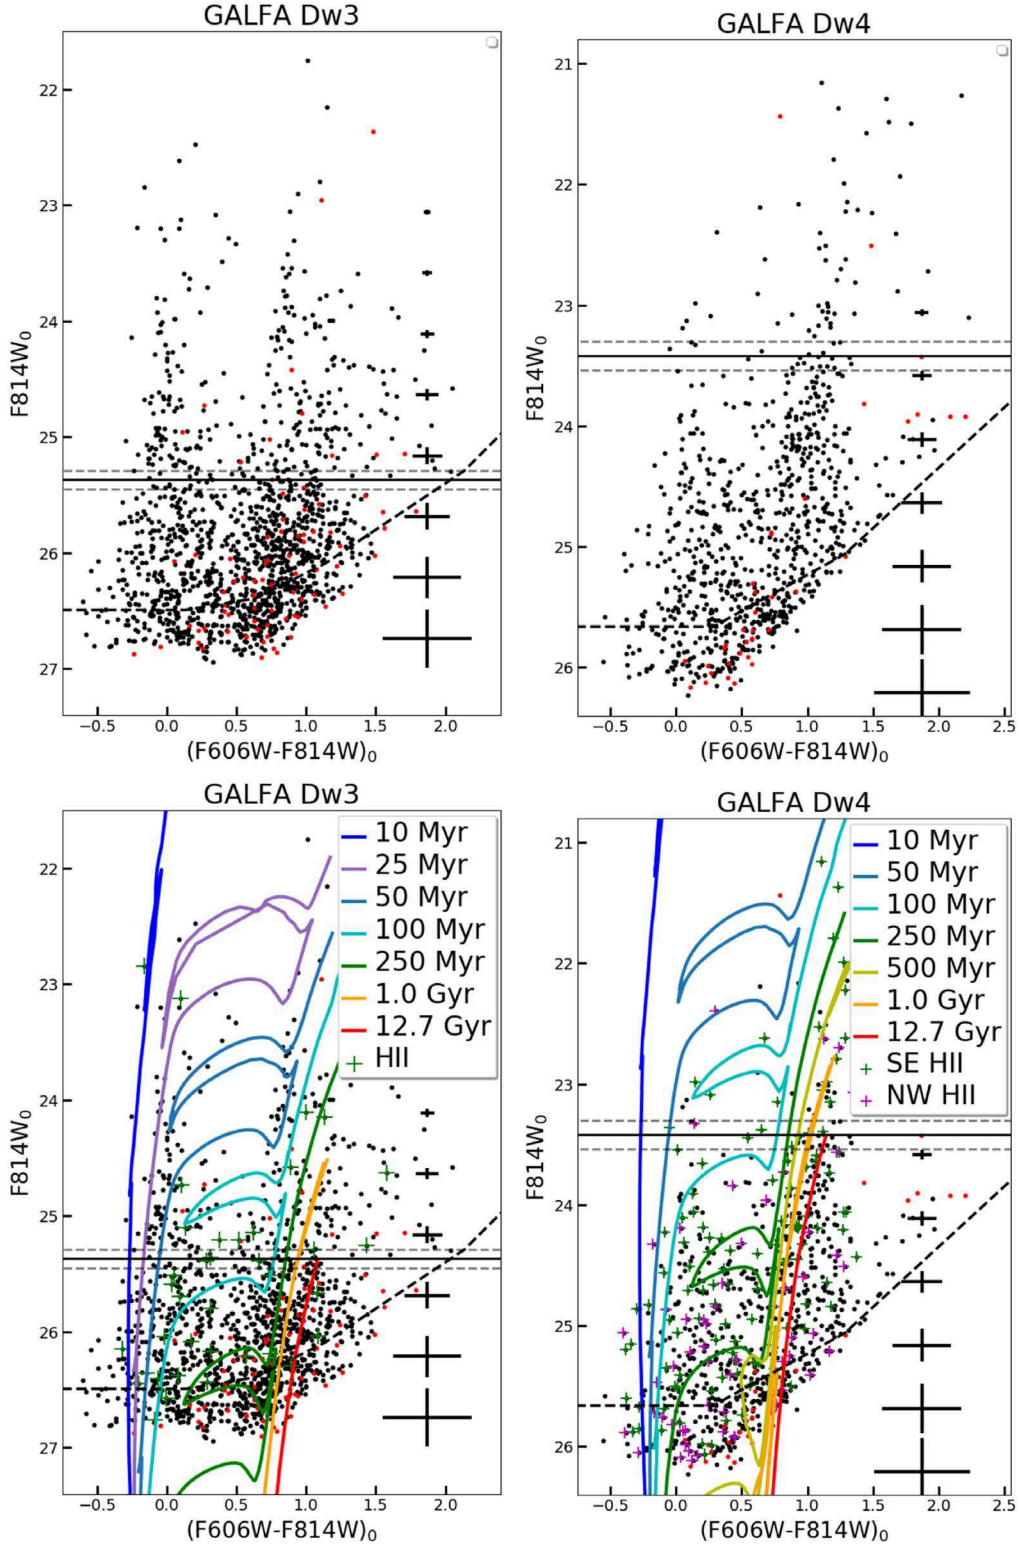 GALFA Dw3
22
23
24
25
26
27
F814W₀
−0.5 0.0 0.5 1.0 1.5 2.0
(F606W-F814W)₀
GALFA Dw4
21
22
23
24
25
26
F814W₀
−0.5 0.0 0.5 1.0 1.5 2.0 2.5
(F606W-F814W)₀
GALFA Dw3
10 Myr
25 Myr
50 Myr
100 Myr
250 Myr
1.0 Gyr
12.7 Gyr
HII
22
23
24
25
26
27
F814W₀
−0.5 0.0 0.5 1.0 1.5 2.0
(F606W-F814W)₀
GALFA Dw4
10 Myr
50 Myr
100 Myr
250 Myr
500 Myr
1.0 Gyr
12.7 Gyr
SE HII
NW HII
21
22
23
24
25
26
F814W₀
−0.5 0.0 0.5 1.0 1.5 2.0 2.5
(F606W-F814W)₀